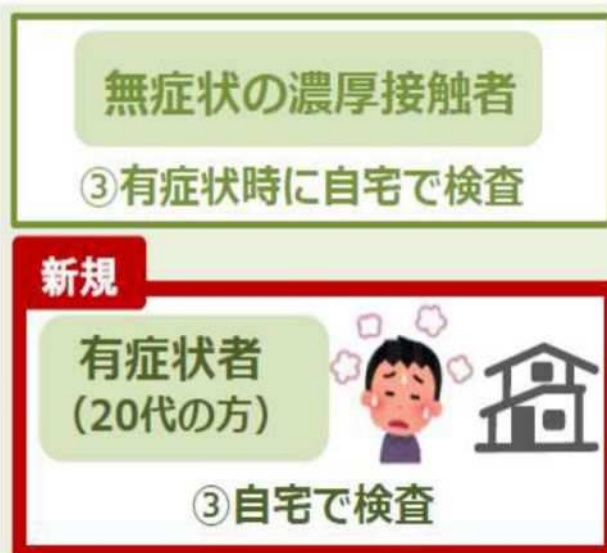 無症状の濃厚接触者
③有症状時に自宅で検査
新規
有症状者
（20代の方）
③自宅で検査